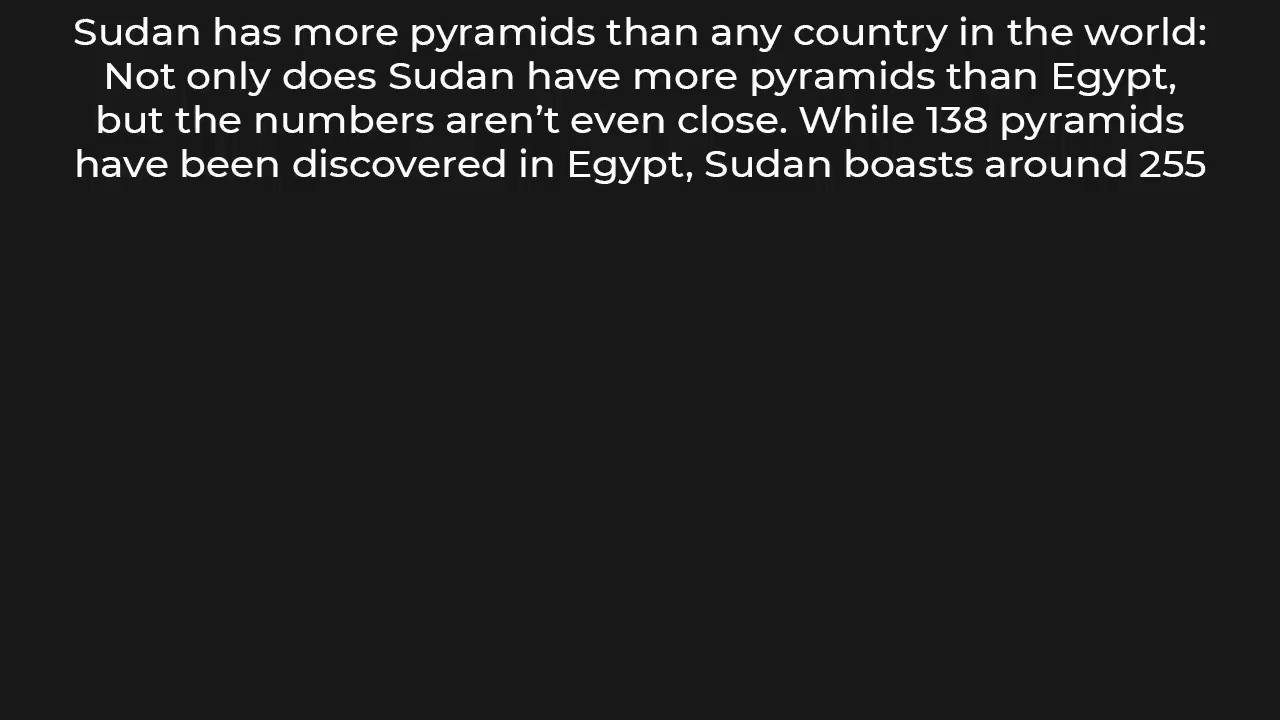 Sudan has more pyramids than any country in the world:
Not only does Sudan have more pyramids than Egypt,
but the numbers aren’t even close. While 138 pyramids
have been discovered in Egypt, Sudan boasts around 255